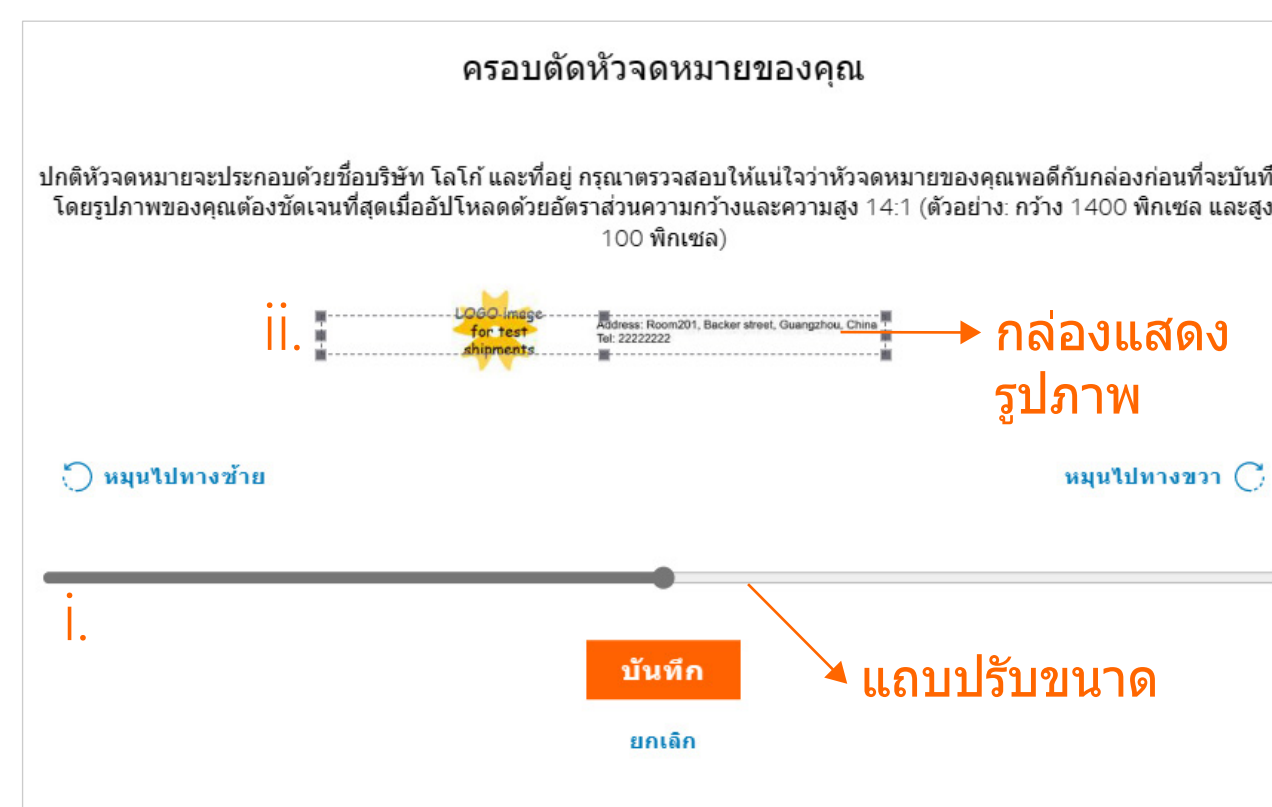 ครอบตัดหัวจดหมายของคุณ
ปกติหัวจดหมายจะประกอบด้วยชื่อบริษัท โลโก้ และที่อยู่ กรุณาตรวจสอบให้แน่ใจว่าหัวจดหมายของคุณพอดีกับกล่องก่อนที่จะบันทึ
โดยรูปภาพของคุณต้องชัดเจนที่สุดเมื่ออัปโหลดด้วยอัตราส่วนความกว้างและความสูง 14:1 (ตัวอย่าง: กว้าง 1400 พิกเซล และสูง
100 พิกเซล)
ii.
LOGO image
for test
shipments
Address: Room201, Backer street, Guangzhou, China
Tel: 22222222
กล่องแสดง
รูปภาพ
หมุนไปทางซ้าย
หมุนไปทางขวา
i.
บันทึก
แถบปรับขนาด
ยกเลิก